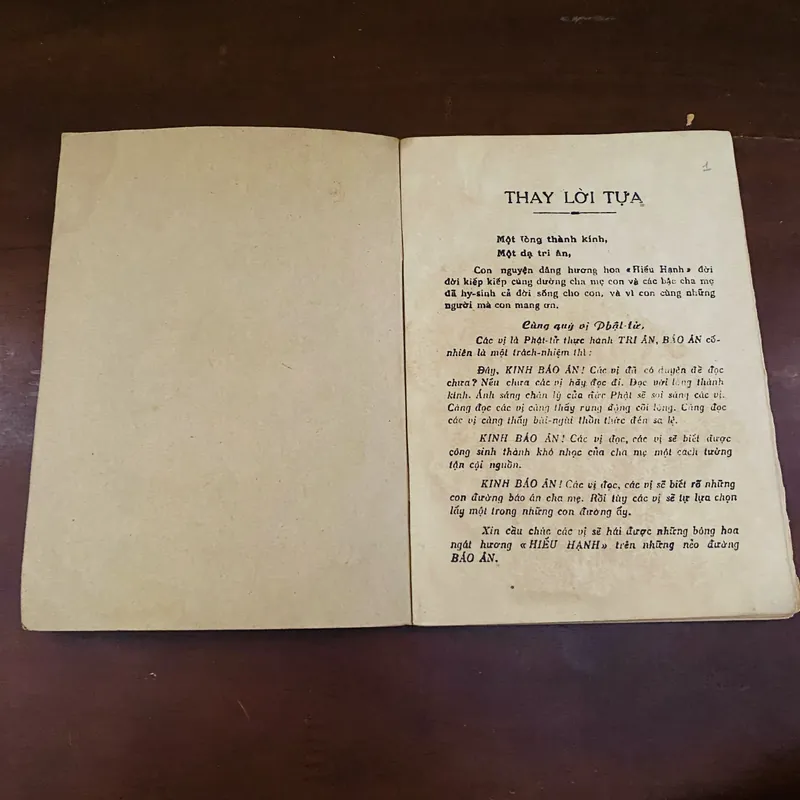 1
THAY LỜI TỰA
Một lòng thành kính,
Một dạ tri ân,
Con nguyện dâng hương hoa «Hiếu Hạnh» đời
đời kiếp kiếp cúng dường cha mẹ con và các bậc cha mẹ
đã hy-sinh cả đời sống cho con, và vì con cùng những
người mà con mang ơn.
Cùng quý vị Phật-tử,
Các vị là Phật-tử thực hành TRI ÂN, BÁO ÂN cố-
nhiên là một trách-nhiệm thì:
Đây, KINH BÁO ÂN! Các vị đã có duyên để đọc
chưa? Nếu chưa các vị hãy đọc đi. Đọc với lòng thành
kính. Ánh sáng chân lý của đức Phật sẽ soi sáng các vị.
Càng đọc các vị càng thấy rung động cõi lòng. Càng đọc
các vị càng thấy bùi-ngùi thổn thức đến sa lệ.
KINH BÁO ÂN! Các vị đọc, các vị sẽ biết được
công sinh thành khó nhọc của cha mẹ một cách tường
tận cội nguồn.
KINH BÁO ÂN! Các vị đọc, các vị sẽ biết rõ những
con đường báo ân cha mẹ. Rồi tùy các vị sẽ tự lựa chọn
lấy một trong những con đường ấy.
Xin cầu chúc các vị sẽ hái được những bông hoa
ngát hương «HIẾU HẠNH» trên những nẻo đường
BÁO ÂN.